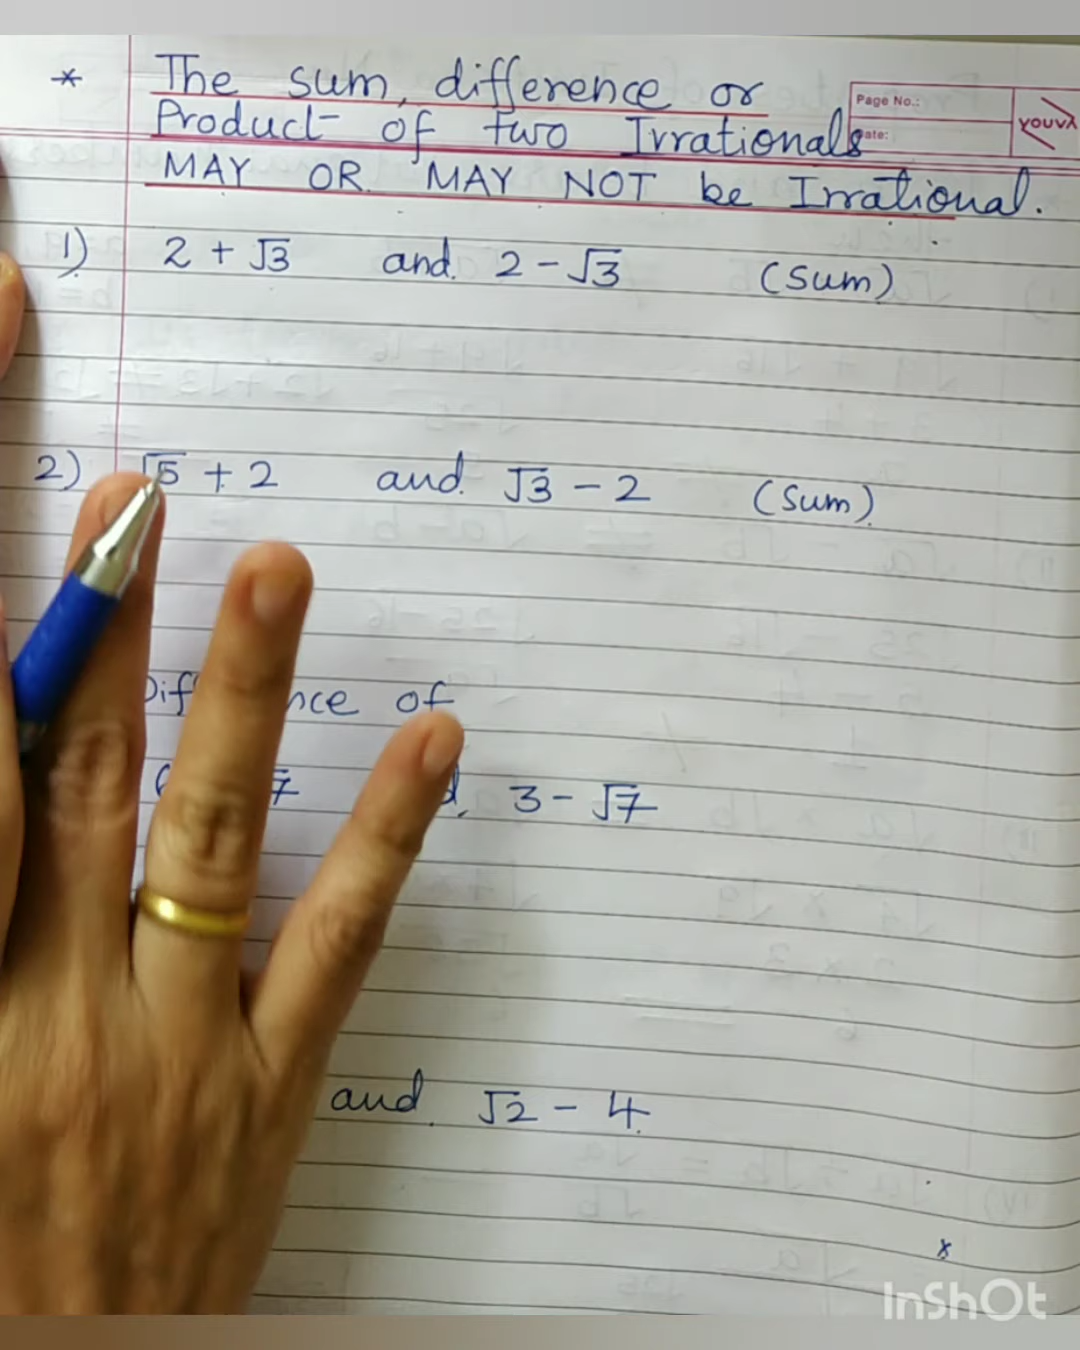 * The sum, difference or
Product of two Irrationals
MAY OR MAY NOT be Irrational.
Page No.:
Date:
YOUVA
1) 2 + √3 and. 2 - √3 (Sum)
2) √5 + 2 and. √3 - 2 (Sum)
of
and, 3 - √7
and. √2 - 4.
x
InShOt